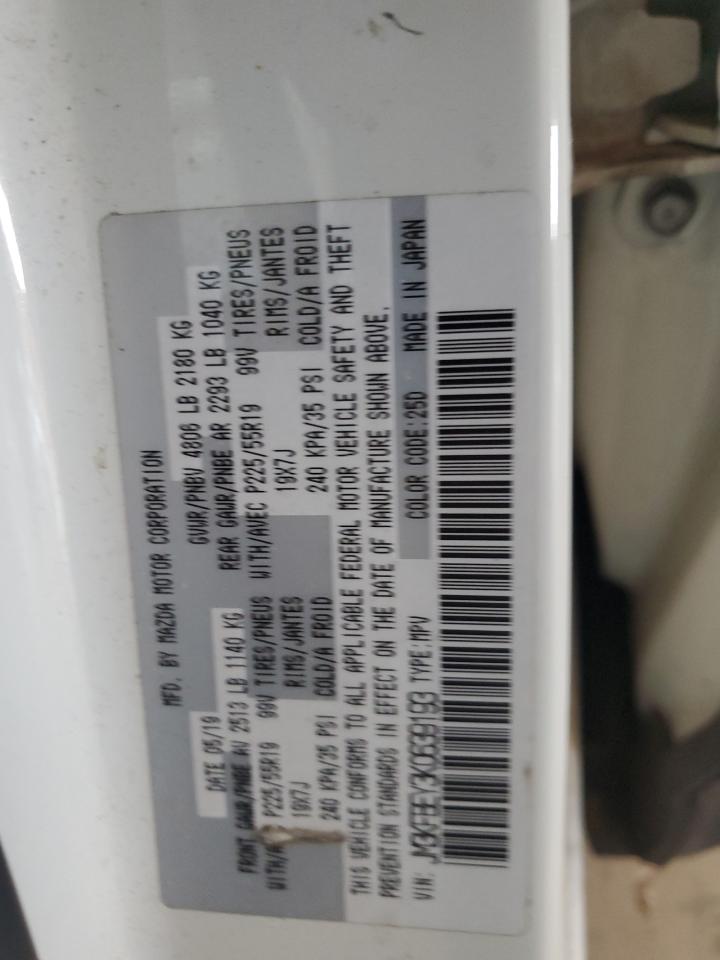 MFD. BY MAZDA MOTOR CORPORATION
DATE 05/19 GVWR/PNBV 4806 LB 2180 KG
FRONT GAWR/PNBE AV 2513 LB 1140 KG REAR GAWR/PNBE AR 2293 LB 1040 KG
P225/55R19 99V TIRES/PNEUS WITH/AVEC P225/55R19 99V TIRES/PNEUS
19X7J RIMS/JANTES 19X7J RIMS/JANTES
240 KPA/35 PSI COLD/A FROID 240 KPA/35 PSI COLD/A FROID
THIS VEHICLE CONFORMS TO ALL APPLICABLE FEDERAL MOTOR VEHICLE SAFETY AND THEFT
PREVENTION STANDARDS IN EFFECT ON THE DATE OF MANUFACTURE SHOWN ABOVE.
VIN: JM3KFBEY3K0639193 TYPE:MPV COLOR CODE:25D MADE IN JAPAN